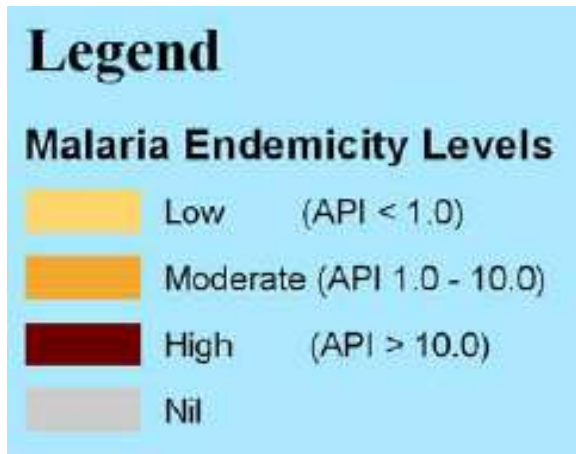 Legend
Malaria Endemicity Levels
Low (API < 1.0)
Moderate (API 1.0 - 10.0)
High (API > 10.0)
Nil